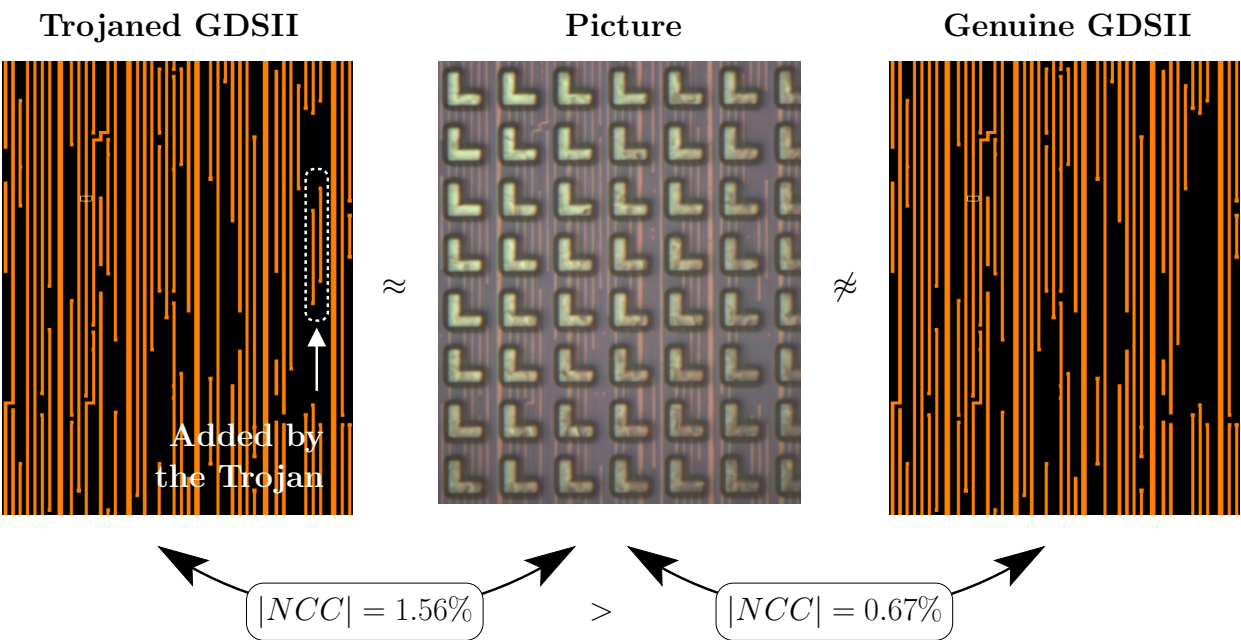 Trojaned GDSII
Picture
Genuine GDSII
≈
≉
Added by
the Trojan
|NCC| = 1.56%
>
|NCC| = 0.67%